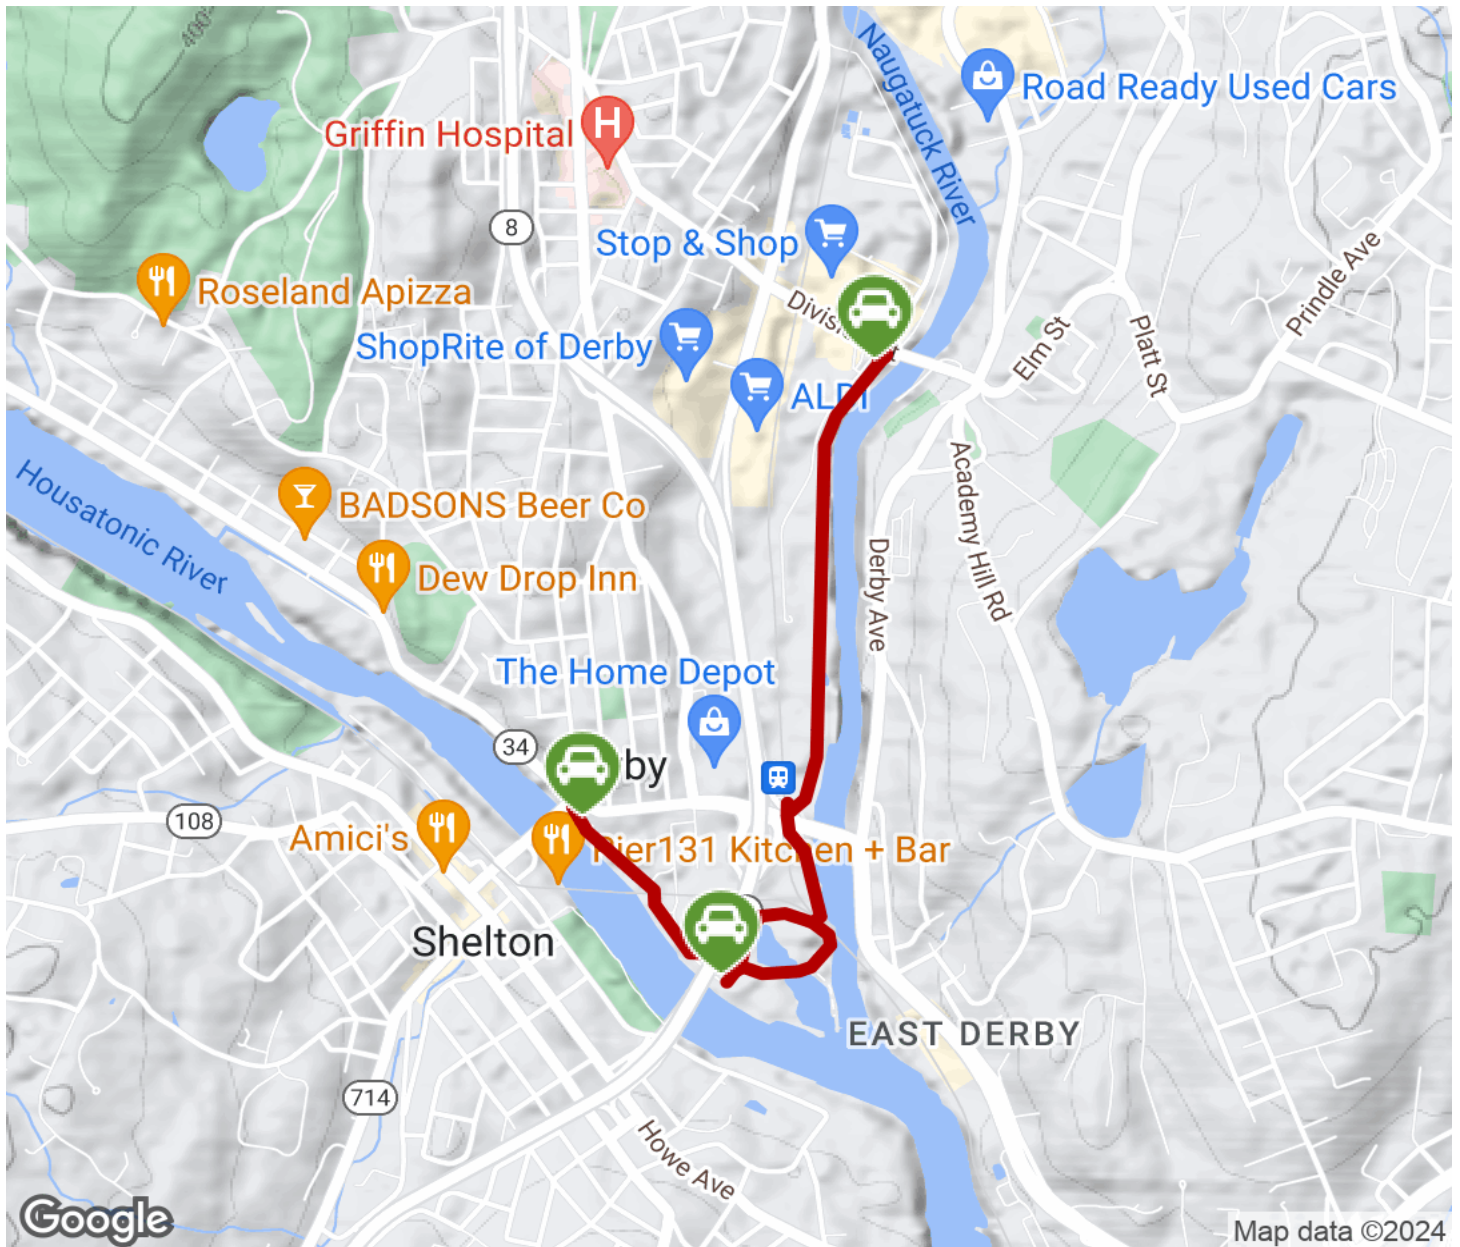 400
Naugatuck River
Road Ready Used Cars
Griffin Hospital
H
8
Stop & Shop
Roseland Apizza
Prindle Ave
Divis
ShopRite of Derby
Elm St
Platt St
ALDI
Housatonic River
BADSONS Beer Co
Academy Hill Rd
Dew Drop Inn
Derby Ave
The Home Depot
34
by
108
Amici's
Pier131 Kitchen + Bar
Shelton
EAST DERBY
714
Howe Ave
Google
Map data ©2024